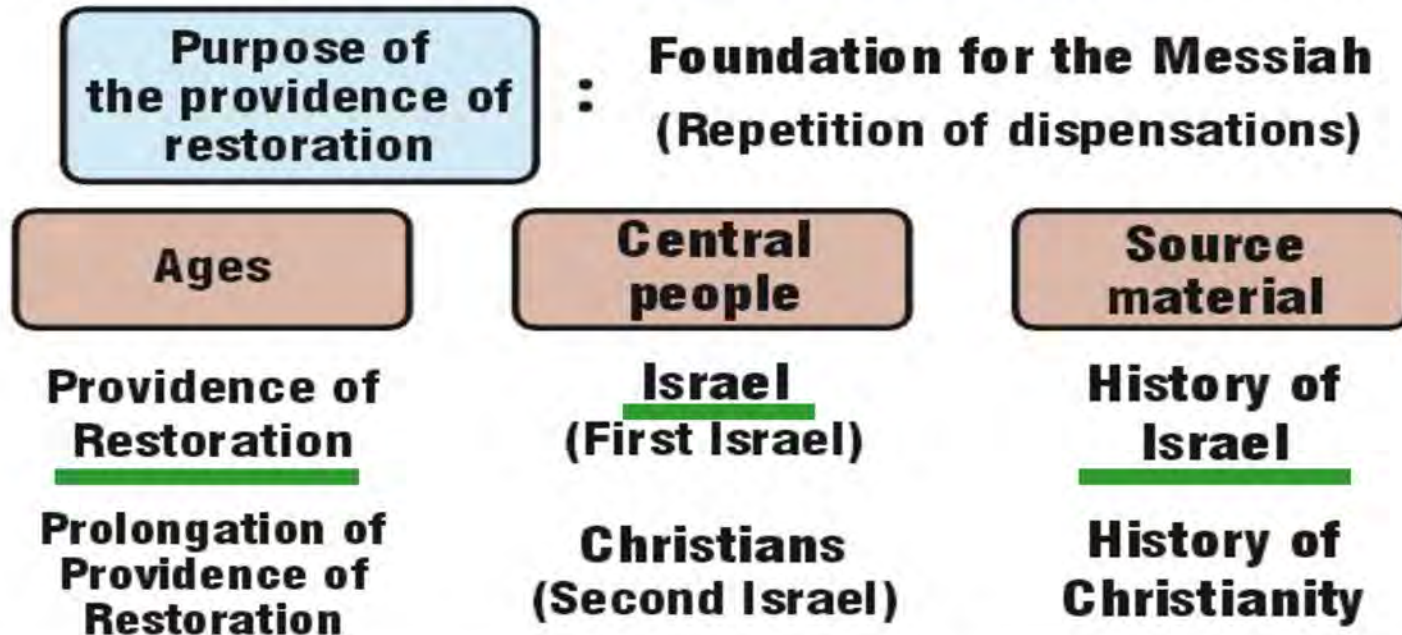 Purpose of
the providence of
restoration
:
Foundation for the Messiah
(Repetition of dispensations)
Ages
Central
people
Source
material
Providence of
Restoration
Israel
(First Israel)
History of
Israel
Prolongation of
Providence of
Restoration
Christians
(Second Israel)
History of
Christianity